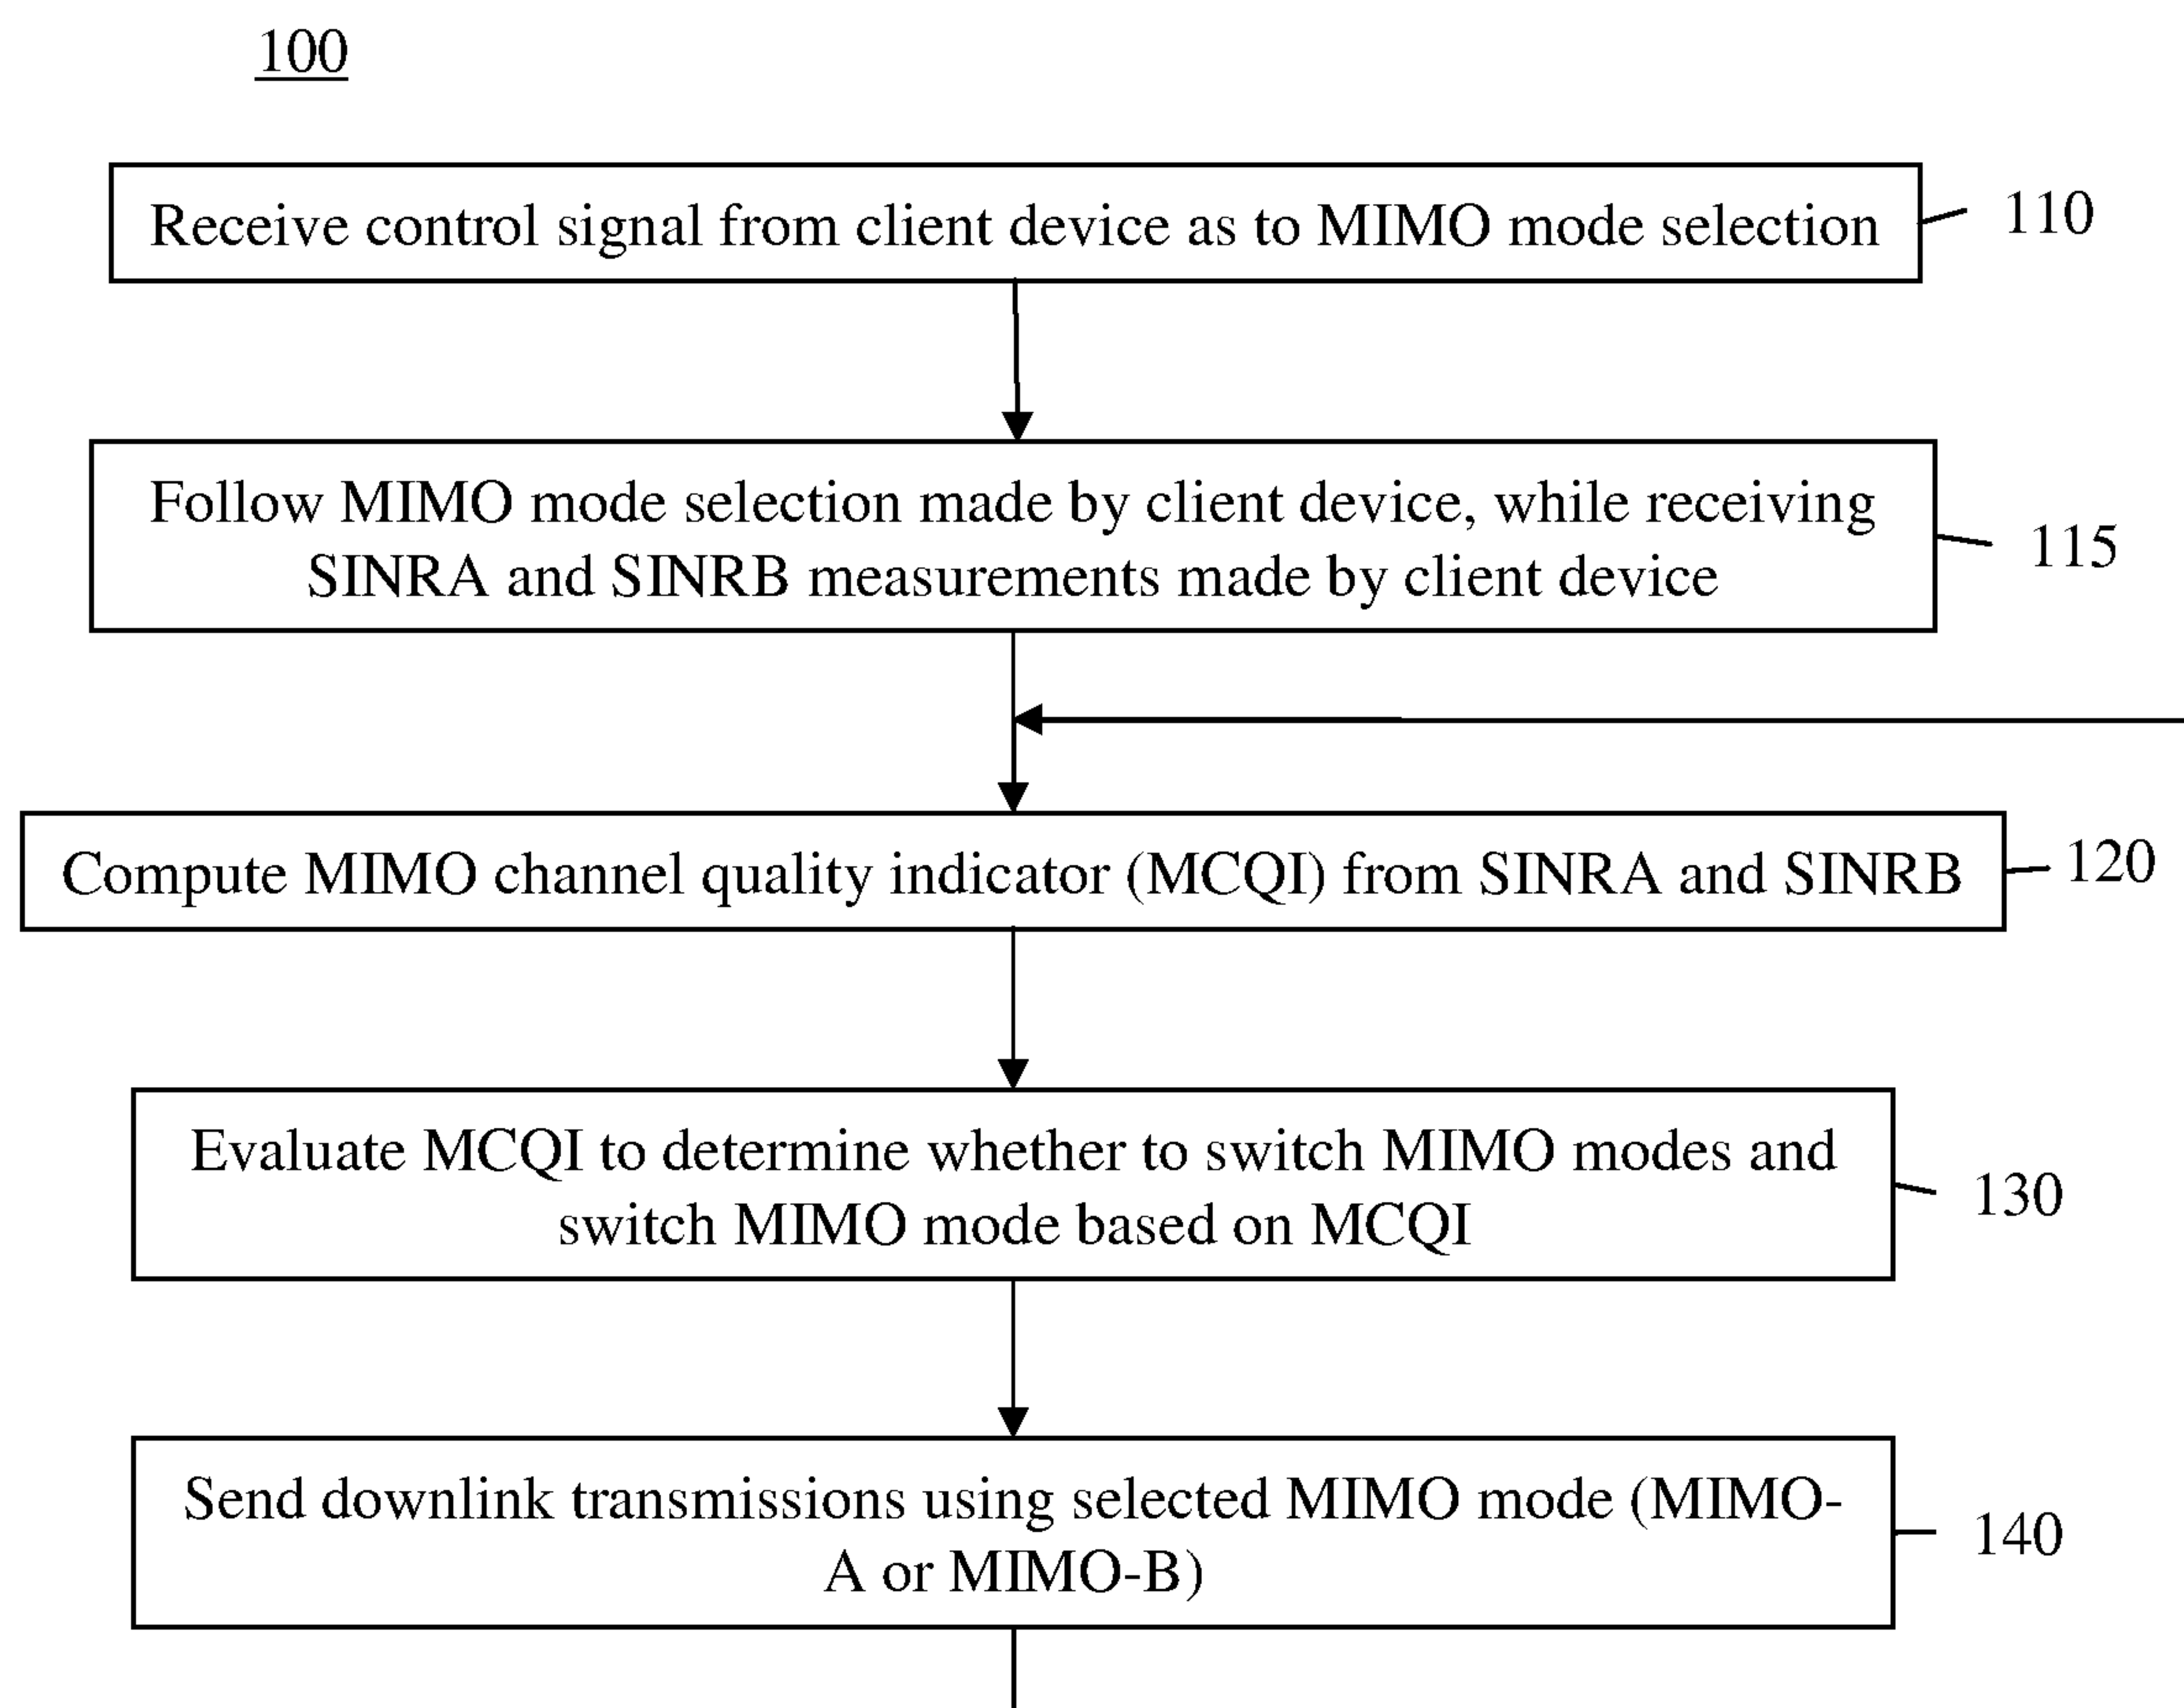 100
Receive control signal from client device as to MIMO mode selection
110
Follow MIMO mode selection made by client device, while receiving
SINRA and SINRB measurements made by client device
115
Compute MIMO channel quality indicator (MCQI) from SINRA and SINRB
120
Evaluate MCQI to determine whether to switch MIMO modes and
switch MIMO mode based on MCQI
130
Send downlink transmissions using selected MIMO mode (MIMO-
A or MIMO-B)
140